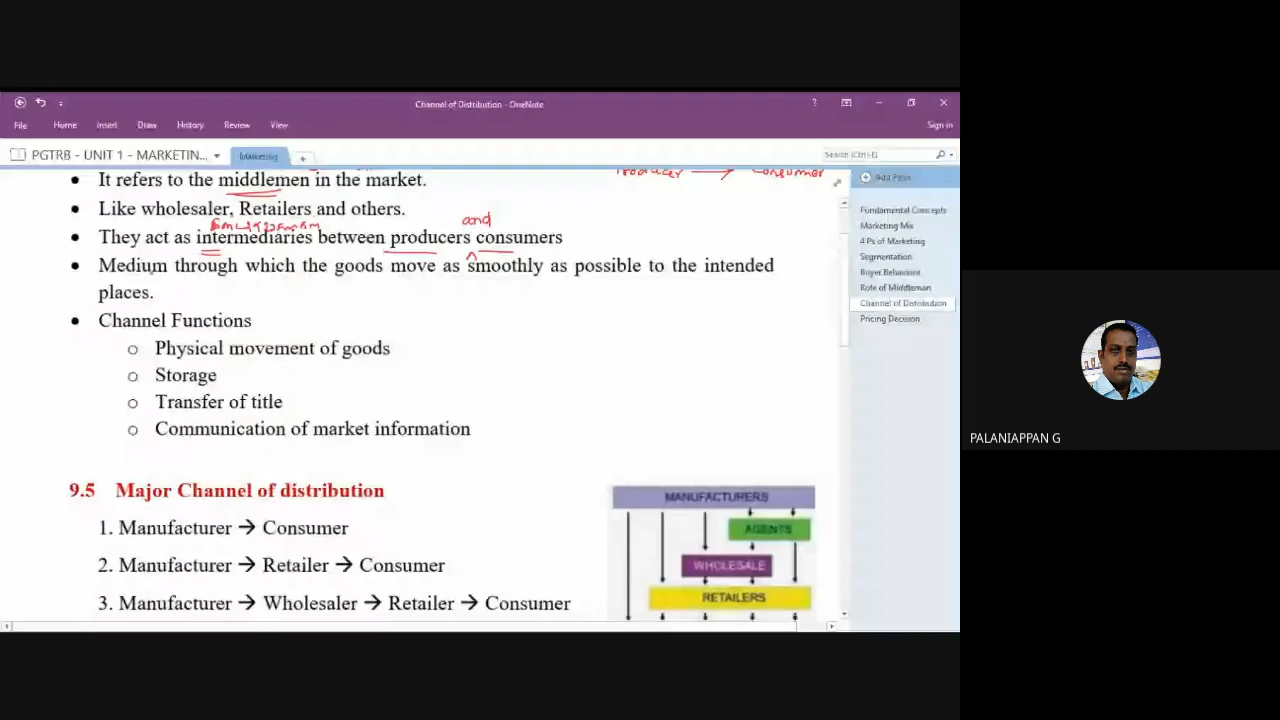 Channel of Distribution - OneNote
?
File Home Insert Draw History Review View
Sign in
PGTRB - UNIT 1 - MARKETIN... Marketing +
Search (Ctrl+E)
It refers to the middlemen in the market.
Producer → Consumer
Add Page
Like wholesaler, Retailers and others.
and
They act as intermediaries between producers consumers
Medium through which the goods move as smoothly as possible to the intended
places.
Channel Functions
Physical movement of goods
Storage
Transfer of title
Communication of market information
9.5 Major Channel of distribution
1. Manufacturer → Consumer
2. Manufacturer → Retailer → Consumer
3. Manufacturer → Wholesaler → Retailer → Consumer
MANUFACTURERS
AGENTS
WHOLESALE
RETAILERS
Fundamental Concepts
Marketing Mix
4 Ps of Marketing
Segmentation
Buyer Behaviour
Role of Middleman
Channel of Distribution
Pricing Decision
PALANIAPPAN G